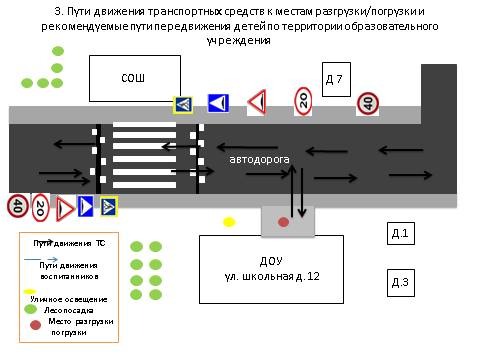 3. Пути движения транспортных средств к местам разгрузки/погрузки и
рекомендуемые пути передвижения детей по территории образовательного
учреждения
СОШ
Д 7
20
40
автодорога
40
20
ДОУ
ул. школьная д.12
Д.1
Д.3
Пути движения ТС
Пути движения
воспитанников
Уличное освещение
Лесопосадка
Место разгрузки
погрузки